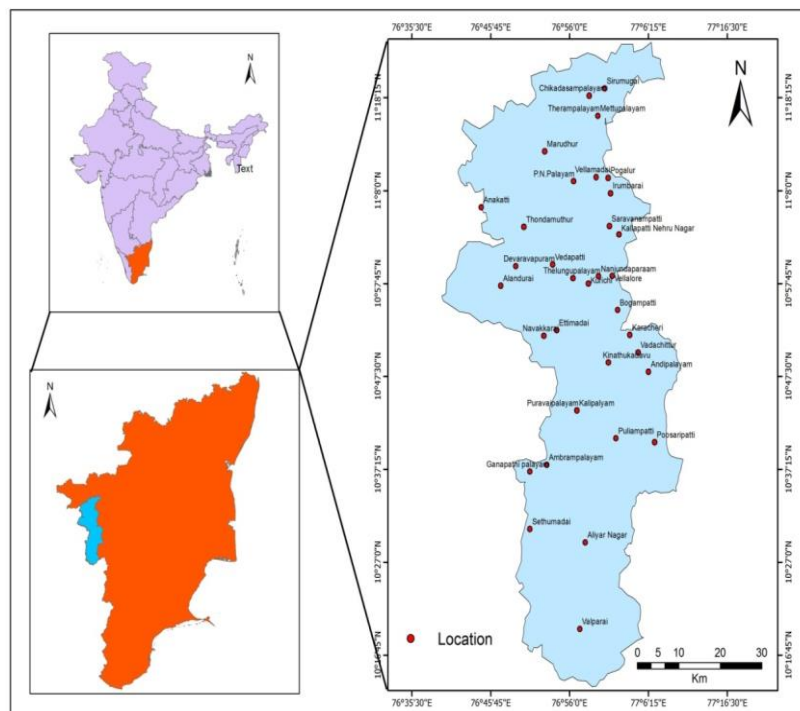 N
Text
N
76°35'30"E 76°45'45"E 76°56'0"E 77°6'15"E 77°16'30"E
N
11°18'15"N 11°18'15"N
Sirumugai
Chikadasampalayam
Therampalayam Mettupalayam
Marudhur
Vellamadai Pogalur
P.N.Palayam
Irumbarai
11°8'0"N 11°8'0"N
Anakatti
Saravanampatti
Thondamuthur
Kallapatti Nehru Nagar
Devaravapuram Vedapatti
Thelungupalayam Nanjundaparaam
10°57'45"N 10°57'45"N
Alandurai Kurichi Vellalore
Bogampatti
Ettimadai
Navakkarai Karacheri
Vadachittur
Kinathukadavu
Andipalayam
10°47'30"N 10°47'30"N
Puravaipalayam Kalipalyam
Puliampatti
Poosaripatti
Ambrampalayam
10°37'15"N 10°37'15"N
Ganapathi palayam
Sethumadai
Aliyar Nagar
10°27'0"N 10°27'0"N
Valparai
Location
10°16'45"N 10°16'45"N
0 5 10 20 30
Km
76°35'30"E 76°45'45"E 76°56'0"E 77°6'15"E 77°16'30"E